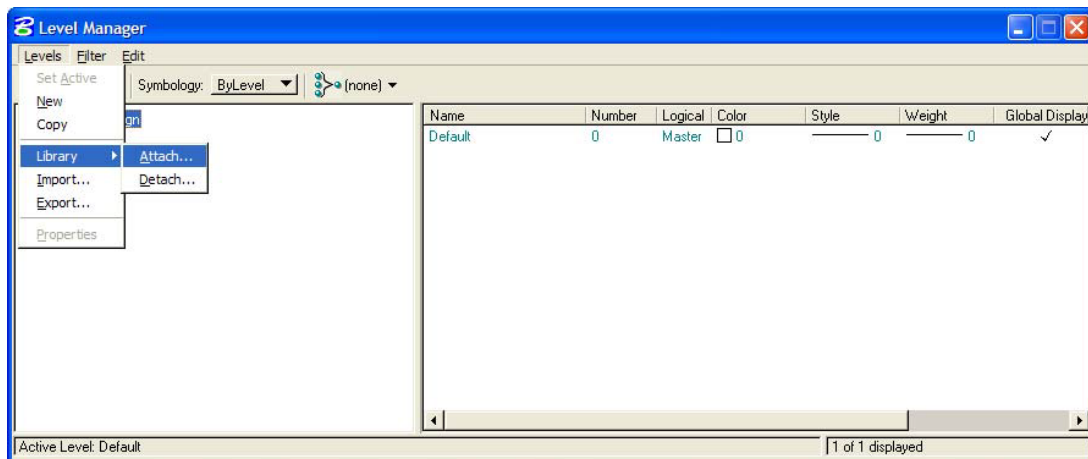 Level Manager
Levels Filter Edit
Set Active
New
Copy
Library
Import...
Export...
Properties
Attach...
Detach...
Symbology: ByLevel (none)
Name Number Logical Color Style Weight Global Display
Default 0 Master 0 0 0
Active Level: Default
1 of 1 displayed